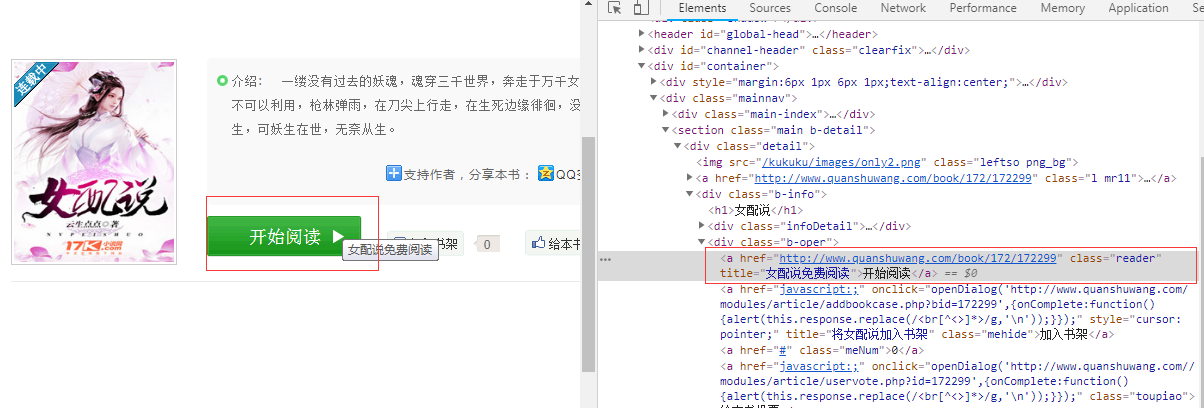 连载中
女配说
云生点点◎著
NYPEISHUO
17K小说网
介绍: 一缕没有过去的妖魂，魂穿三千世界，奔走于万千女
不可以利用，枪林弹雨，在刀尖上行走，在生死边缘徘徊，没
生，可妖生在世，无奈从生。
支持作者，分享本书： QQ空
开始阅读
书架
0
给本书
女配说免费阅读
Elements Sources Console Network Performance Memory Application Se
<header id="global-head">…</header>
<div id="channel-header" class="clearfix">…</div>
<div id="container">
<div style="margin:6px 1px 6px 1px;text-align:center;">…</div>
<div class="mainnav">
<div class="main-index">…</div>
<section class="main b-detail">
<div class="detail">
<img src="/kukuku/images/only2.png" class="leftso png_bg">
<a href="http://www.quanshuwang.com/book/172/172299" class="l mr11">…</a>
<div class="b-info">
<h1>女配说</h1>
<div class="infoDetail">…</div>
<div class="b-oper">
<a href="http://www.quanshuwang.com/book/172/172299" class="reader"
title="女配说免费阅读">开始阅读</a> == $0
<a href="javascript:;" onclick="openDialog('http://www.quanshuwang.com/
modules/article/addbookcase.php?bid=172299',{onComplete:function()
{alert(this.response.replace(/<br[^<>]*>/g,'\n'));}});" style="cursor:
pointer;" title="将女配说加入书架" class="mehide">加入书架</a>
<a href="#" class="meNum">0</a>
<a href="javascript:;" onclick="openDialog('http://www.quanshuwang.com//
modules/article/uservote.php?id=172299',{onComplete:function()
{alert(this.response.replace(/<br[^<>]*>/g,'\n'));}});" class="toupiao">